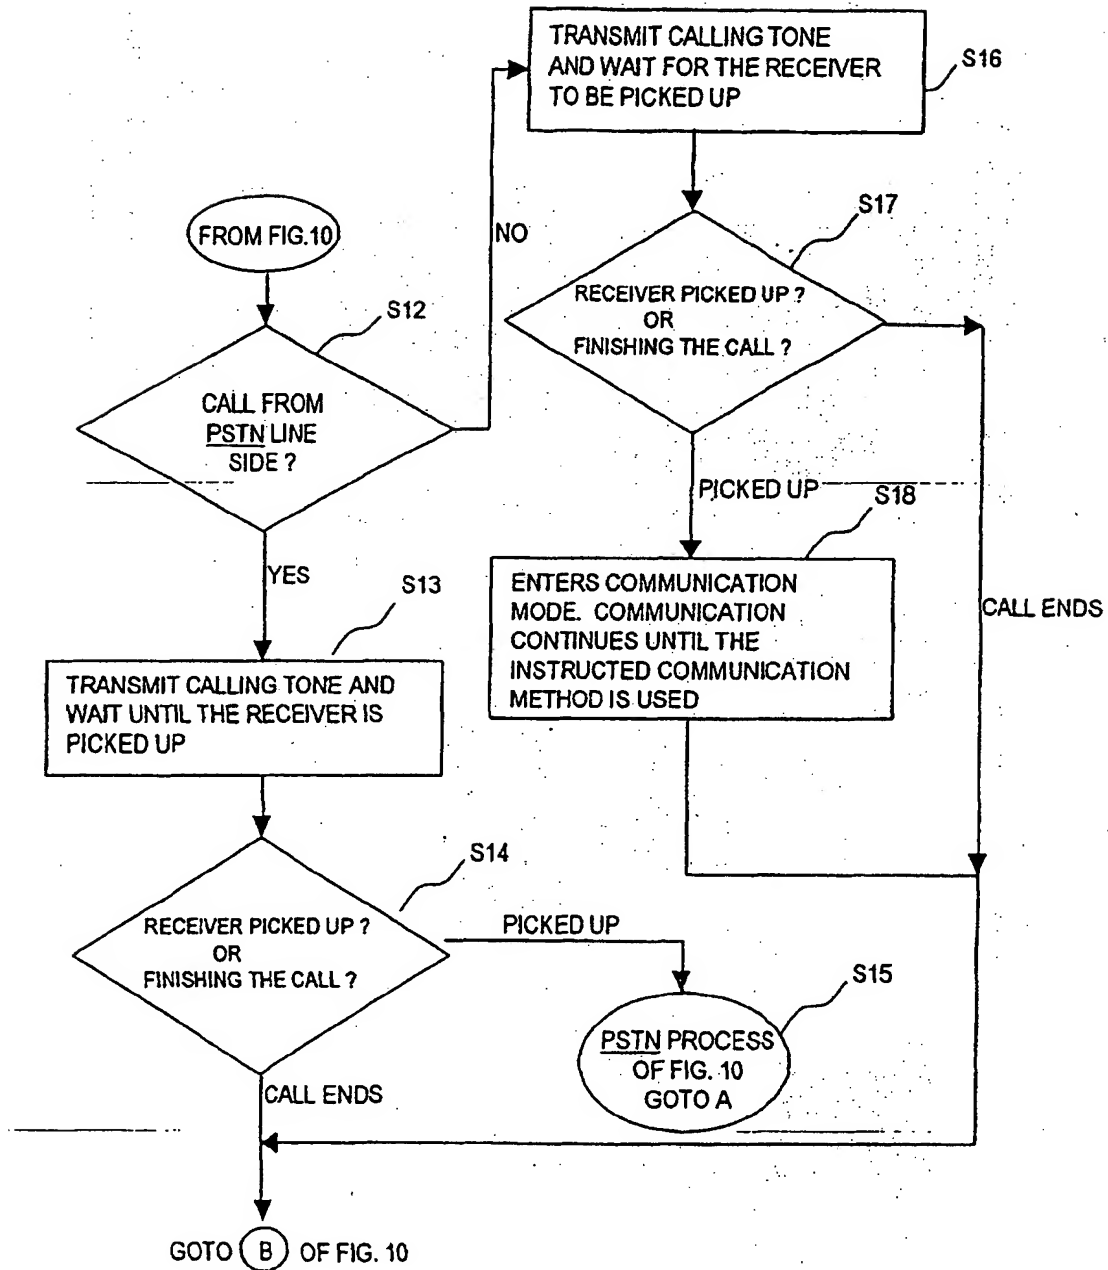 TRANSMIT CALLING TONE
AND WAIT FOR THE RECEIVER
TO BE PICKED UP
S16
FROM FIG.10
NO
S17
RECEIVER PICKED UP ?
OR
FINISHING THE CALL ?
S12
CALL FROM
PSTN LINE
SIDE ?
PICKED UP
S18
YES
S13
ENTERS COMMUNICATION
MODE. COMMUNICATION
CONTINUES UNTIL THE
INSTRUCTED COMMUNICATION
METHOD IS USED
CALL ENDS
TRANSMIT CALLING TONE AND
WAIT UNTIL THE RECEIVER IS
PICKED UP
S14
RECEIVER PICKED UP ?
OR
FINISHING THE CALL ?
PICKED UP
S15
PSTN PROCESS
OF FIG. 10
GOTO A
CALL ENDS
GOTO B OF FIG. 10